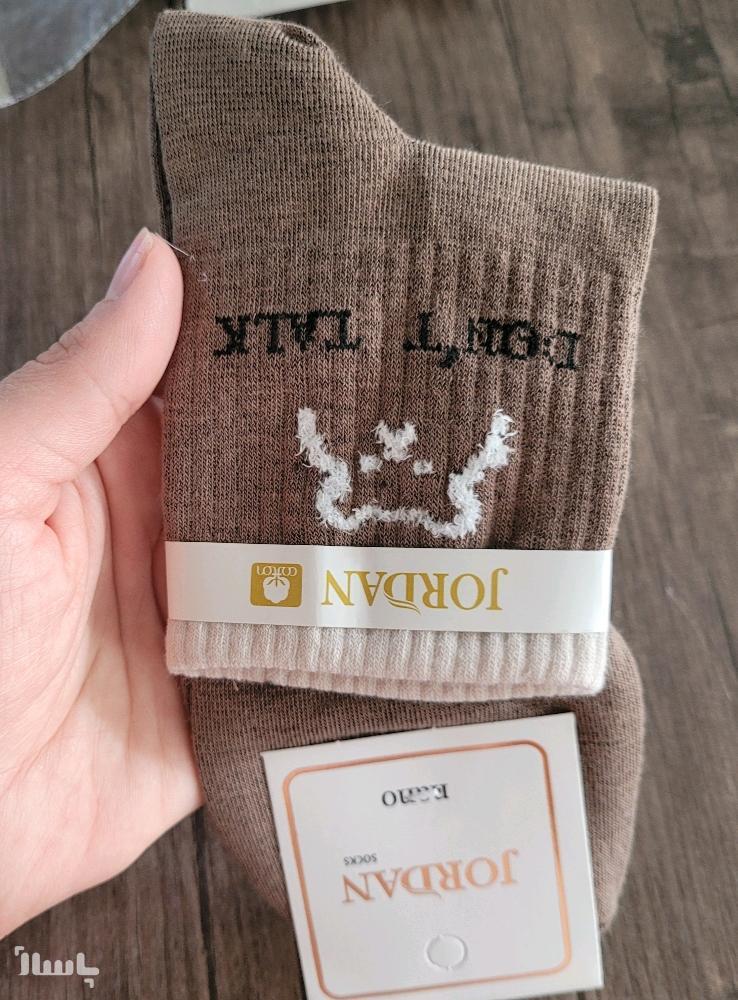 JORDAN
SOCKS
JORDAN
cotton
DON'T TALK
باسلام